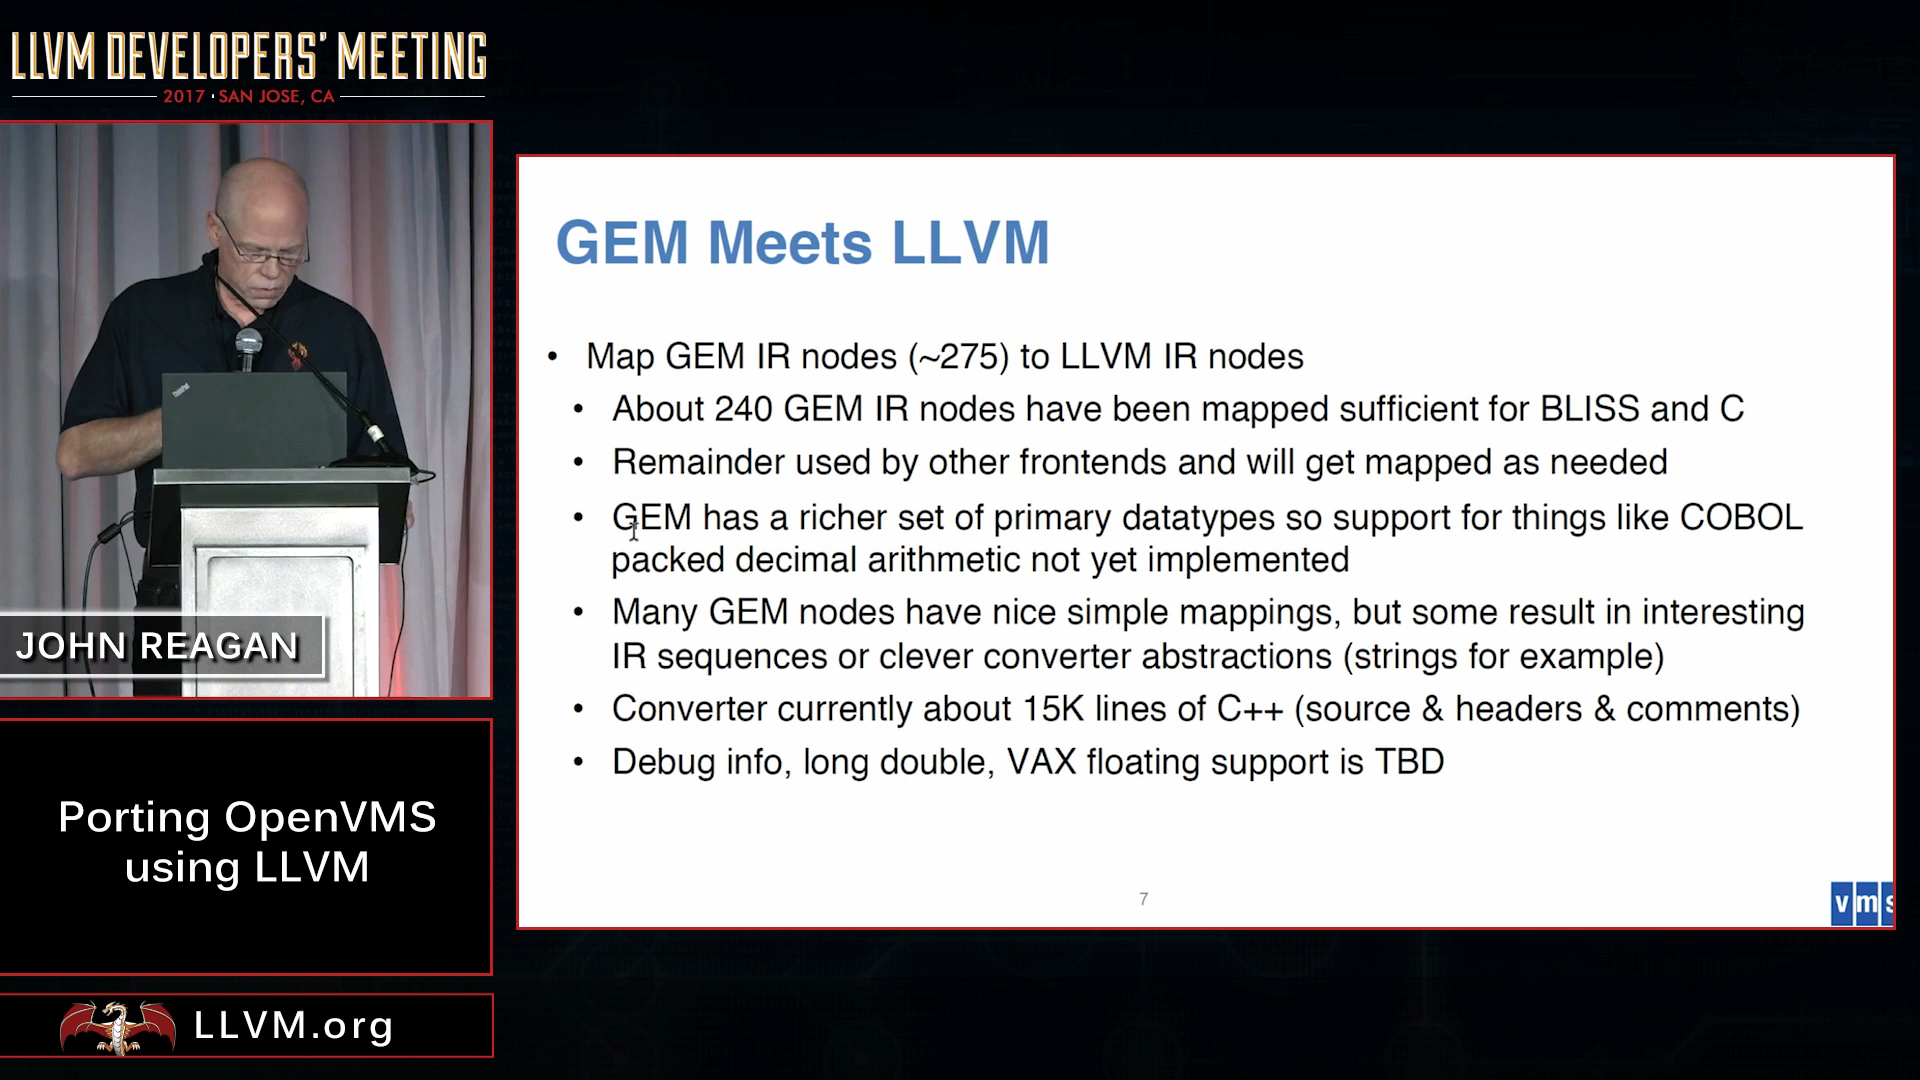 LLVM DEVELOPERS' MEETING
2017 · SAN JOSE, CA
JOHN REAGAN
Porting OpenVMS
using LLVM
LLVM.org
GEM Meets LLVM
• Map GEM IR nodes (~275) to LLVM IR nodes
• About 240 GEM IR nodes have been mapped sufficient for BLISS and C
• Remainder used by other frontends and will get mapped as needed
• GEM has a richer set of primary datatypes so support for things like COBOL
packed decimal arithmetic not yet implemented
• Many GEM nodes have nice simple mappings, but some result in interesting
IR sequences or clever converter abstractions (strings for example)
• Converter currently about 15K lines of C++ (source & headers & comments)
• Debug info, long double, VAX floating support is TBD
7
vms